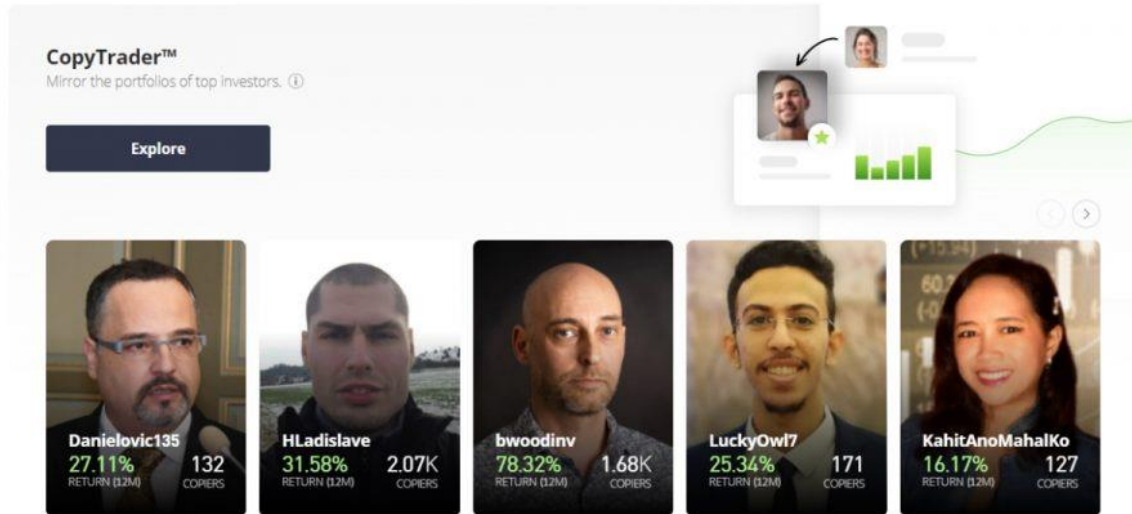 CopyTrader™
Mirror the portfolios of top investors. ⓘ
Explore
Danielovic135
27.11% 132
RETURN (12M) COPIERS
HLadislave
31.58% 2.07K
RETURN (12M) COPIERS
bwoodinv
78.32% 1.68K
RETURN (12M) COPIERS
LuckyOwl7
25.34% 171
RETURN (12M) COPIERS
KahitAnoMahalKo
16.17% 127
RETURN (12M) COPIERS